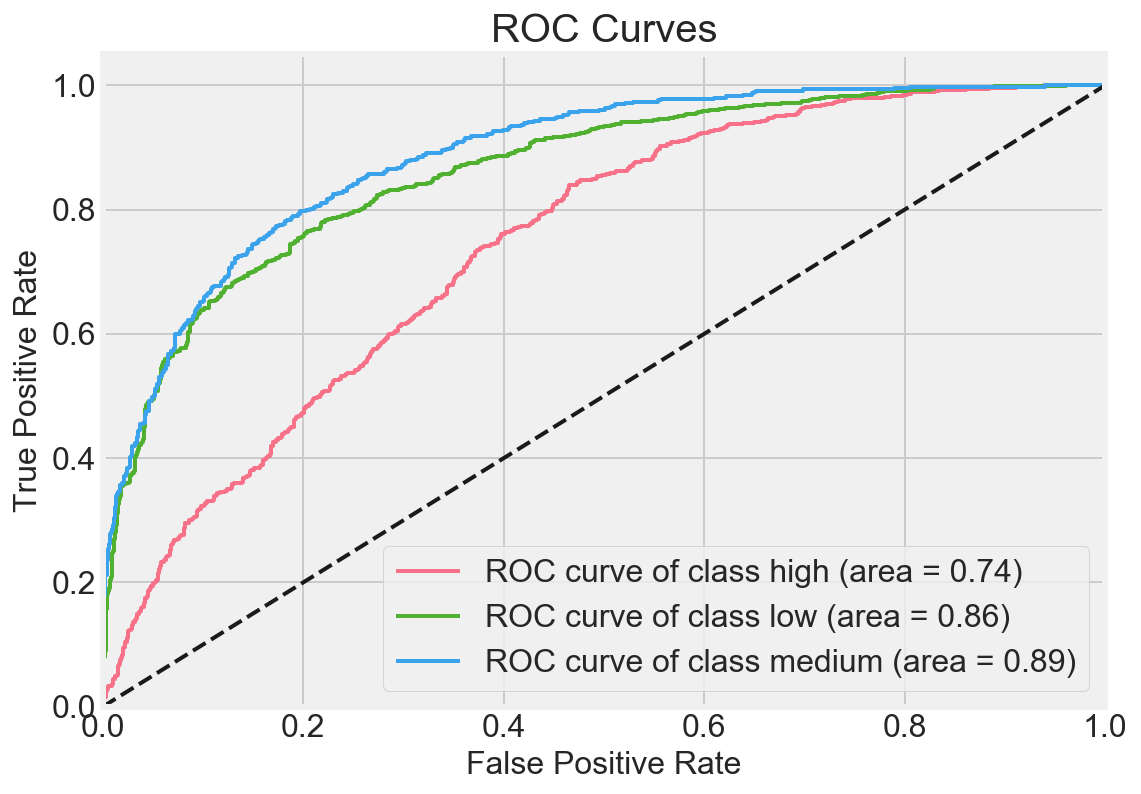 ROC Curves
1.0
0.8
0.6
0.4
0.2
0.0
True Positive Rate
ROC curve of class high (area = 0.74)
ROC curve of class low (area = 0.86)
ROC curve of class medium (area = 0.89)
0.0 0.2 0.4 0.6 0.8 1.0
False Positive Rate